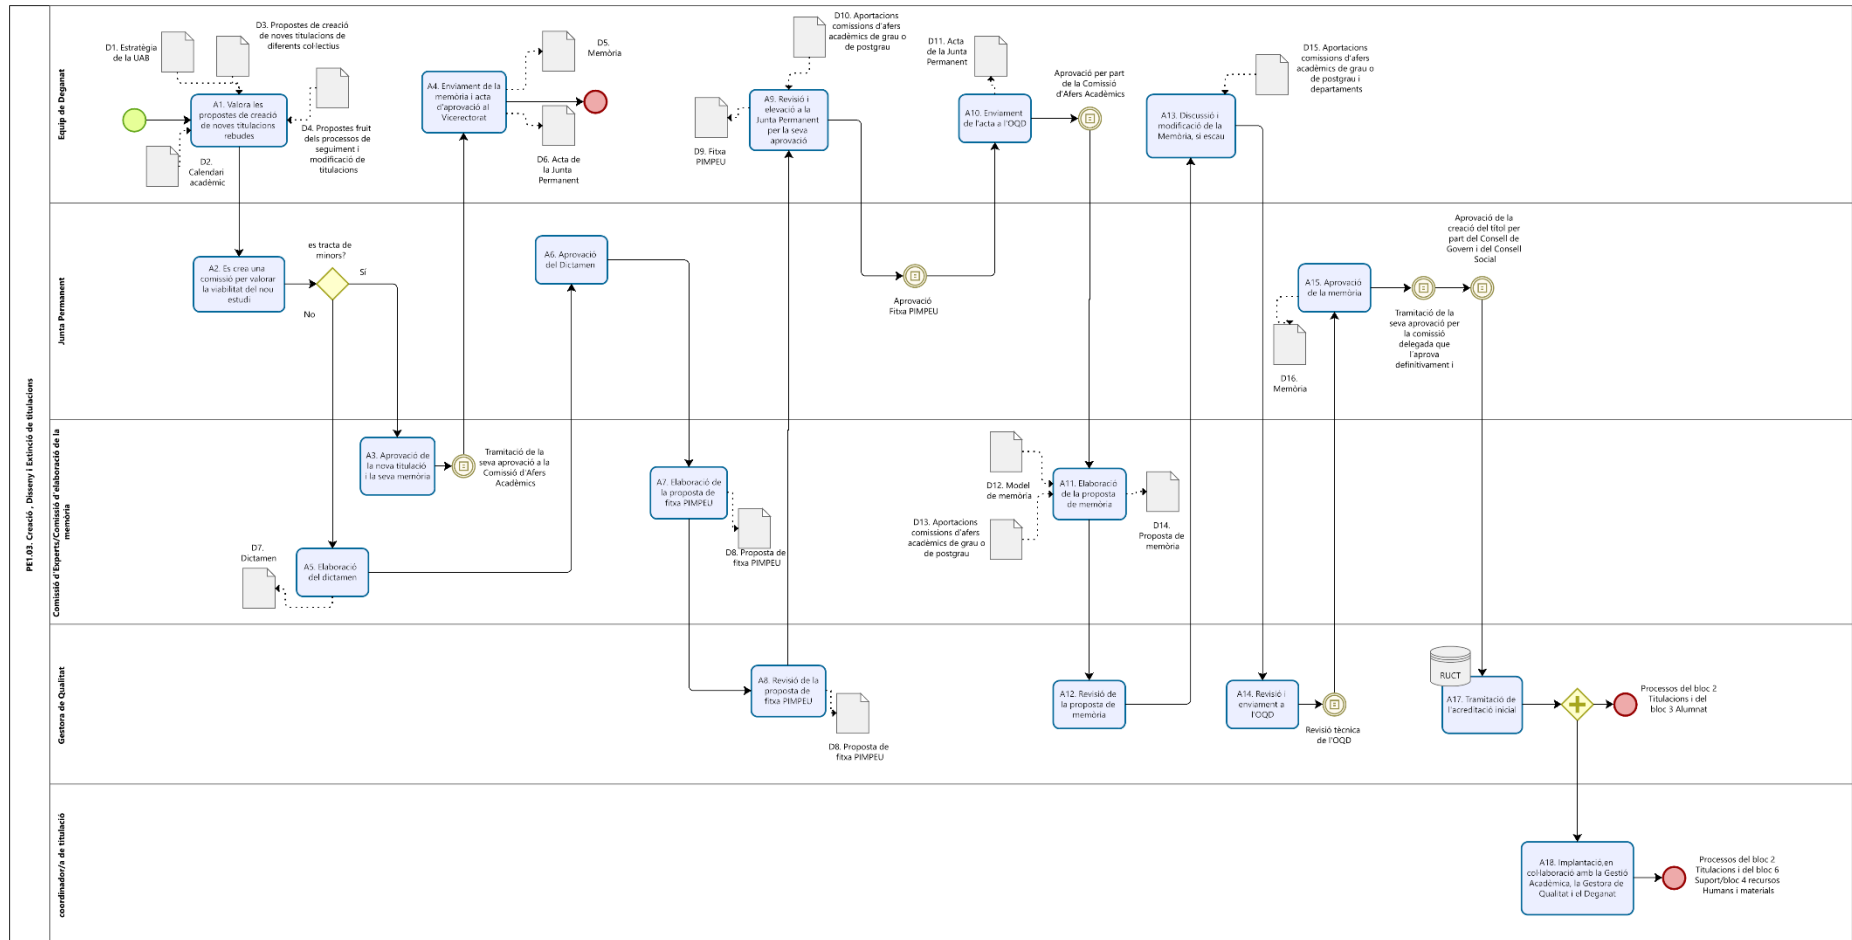 PE1.03. Creació , Disseny i Extinció de titulacions
Equip de Deganat
D1. Estratègia
de la UAB
D3. Propostes de creació
de noves titulacions de
diferents col·lectius
A1. Valora les
propostes de creació
de noves titulacions
rebudes
D2.
Calendari
acadèmic
D4. Propostes fruit
dels processos de
seguiment i
modificació de
titulacions
A4. Enviament de la
memòria i acta
d'aprovació al
Vicerectorat
D5.
Memòria
D6. Acta de
la Junta
Permanent
D9. Fitxa
PIMPEU
D10. Aportacions
comissions d'afers
acadèmics de grau o
de postgrau
A9. Revisió i
elevació a la
Junta Permanent
per la seva
aprovació
D11. Acta
de la Junta
Permanent
A10. Enviament
de l'acta a l'OQD
Aprovació per part
de la Comissió
d'Afers Acadèmics
A13. Discussió i
modificació de la
Memòria, si escau
D15. Aportacions
comissions d'afers
acadèmics de grau o
de postgrau i
departaments
Junta Permanent
A2. Es crea una
comissió per valorar
la viabilitat del nou
estudi
es tracta de
minors?
Sí
No
A6. Aprovació
del Dictamen
Aprovació
Fitxa PIMPEU
A15. Aprovació
de la memòria
D16.
Memòria
Tramitació de la
seva aprovació per
la comissió
delegada que
l'aprova
definitivament i
Aprovació de la
creació del títol per
part del Consell de
Govern i del Consell
Social
Comissió d'Experts/Comissió d'elaboració de la
memòria
A3. Aprovació de
la nova titulació
i la seva memòria
Tramitació de la
seva aprovació a la
Comissió d'Afers
Acadèmics
D7.
Dictamen
A5. Elaboració
del dictamen
A7. Elaboració de
la proposta de
fitxa PIMPEU
D8. Proposta de
fitxa PIMPEU
D12. Model
de memòria
D13. Aportacions
comissions d'afers
acadèmics de grau o
de postgrau
A11. Elaboració
de la proposta
de memòria
D14.
Proposta de
memòria
Gestora de Qualitat
A8. Revisió de la
proposta de
fitxa PIMPEU
D8. Proposta de
fitxa PIMPEU
A12. Revisió de
la proposta de
memòria
A14. Revisió i
enviament a
l'OQD
Revisió tècnica
de l'OQD
RUCT
A17. Tramitació de
l'acreditació inicial
Processos del bloc 2
Titulacions i del
bloc 3 Alumnat
coordinador/a de titulació
A18. Implantació,en
col·laboració amb la Gestió
Acadèmica, la Gestora de
Qualitat i el Deganat
Processos del bloc 2
Titulacions i del bloc 6
Suport/bloc 4 recursos
Humans i materials